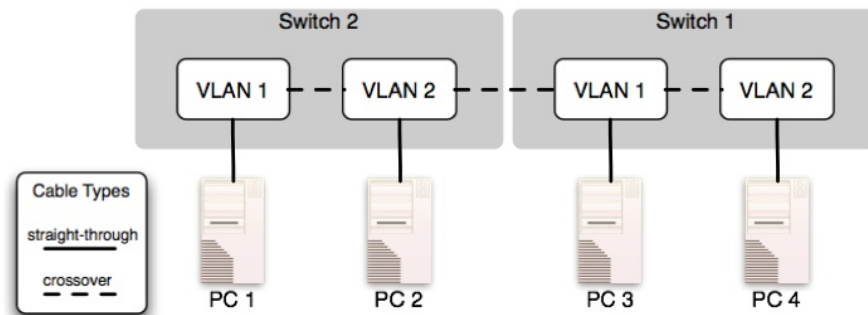 Switch 2
Switch 1
VLAN 1
VLAN 2
VLAN 1
VLAN 2
Cable Types
straight-through
crossover
PC 1
PC 2
PC 3
PC 4